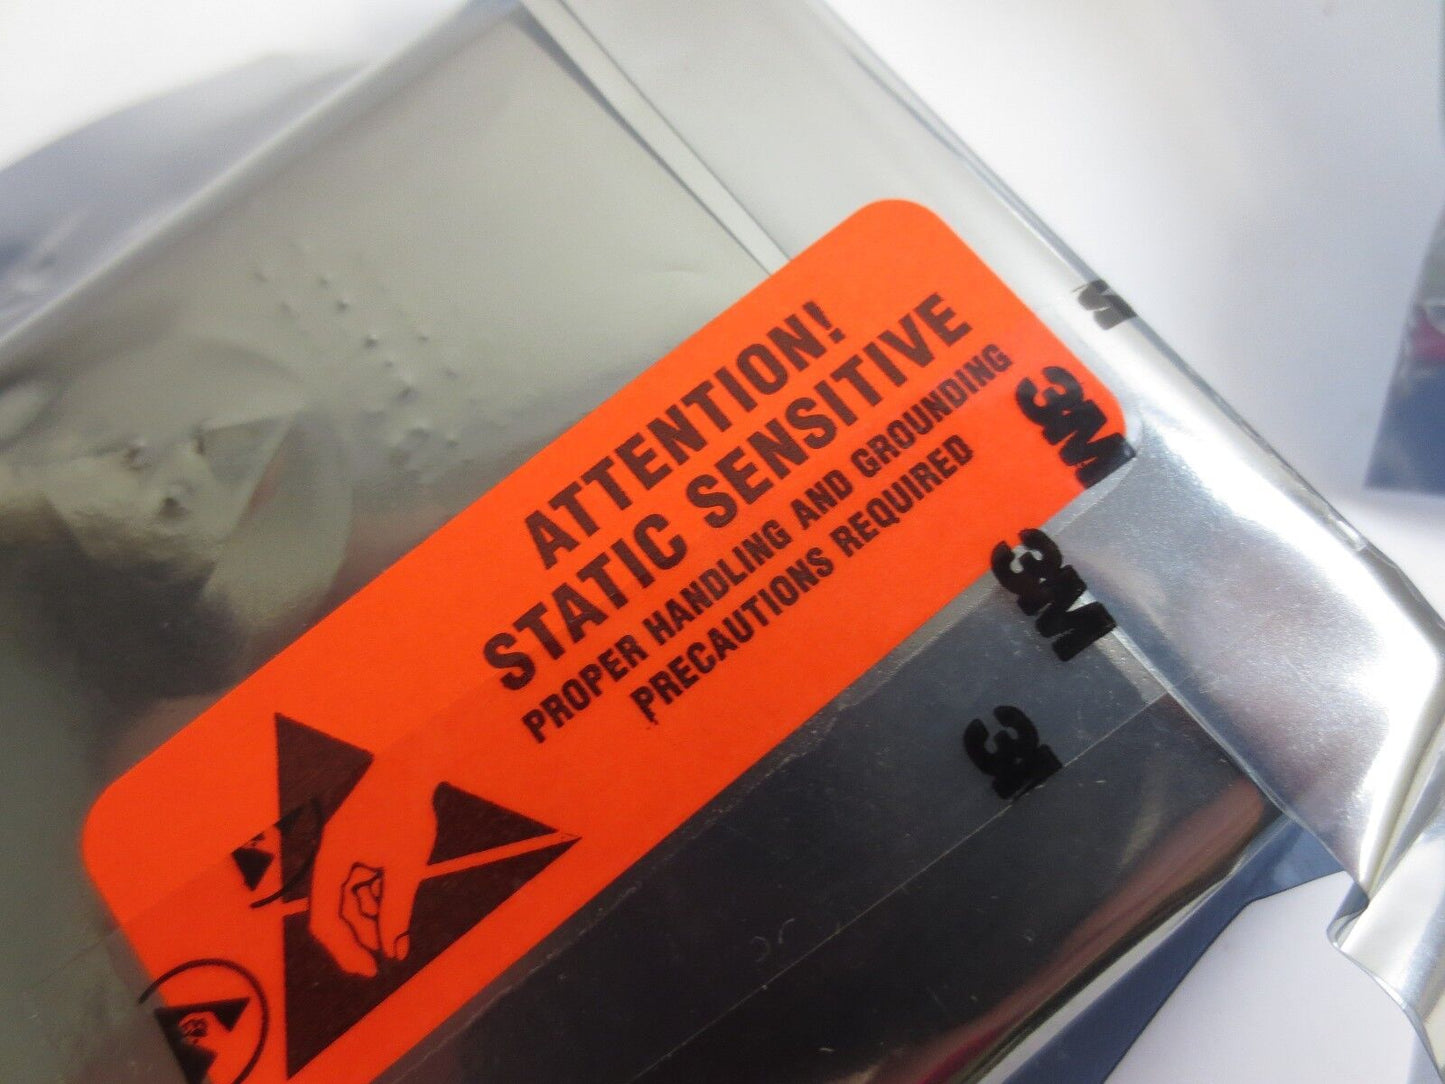 ATTENTION!
STATIC SENSITIVE
PROPER HANDLING AND GROUNDING
PRECAUTIONS REQUIRED
3M
3M
3M